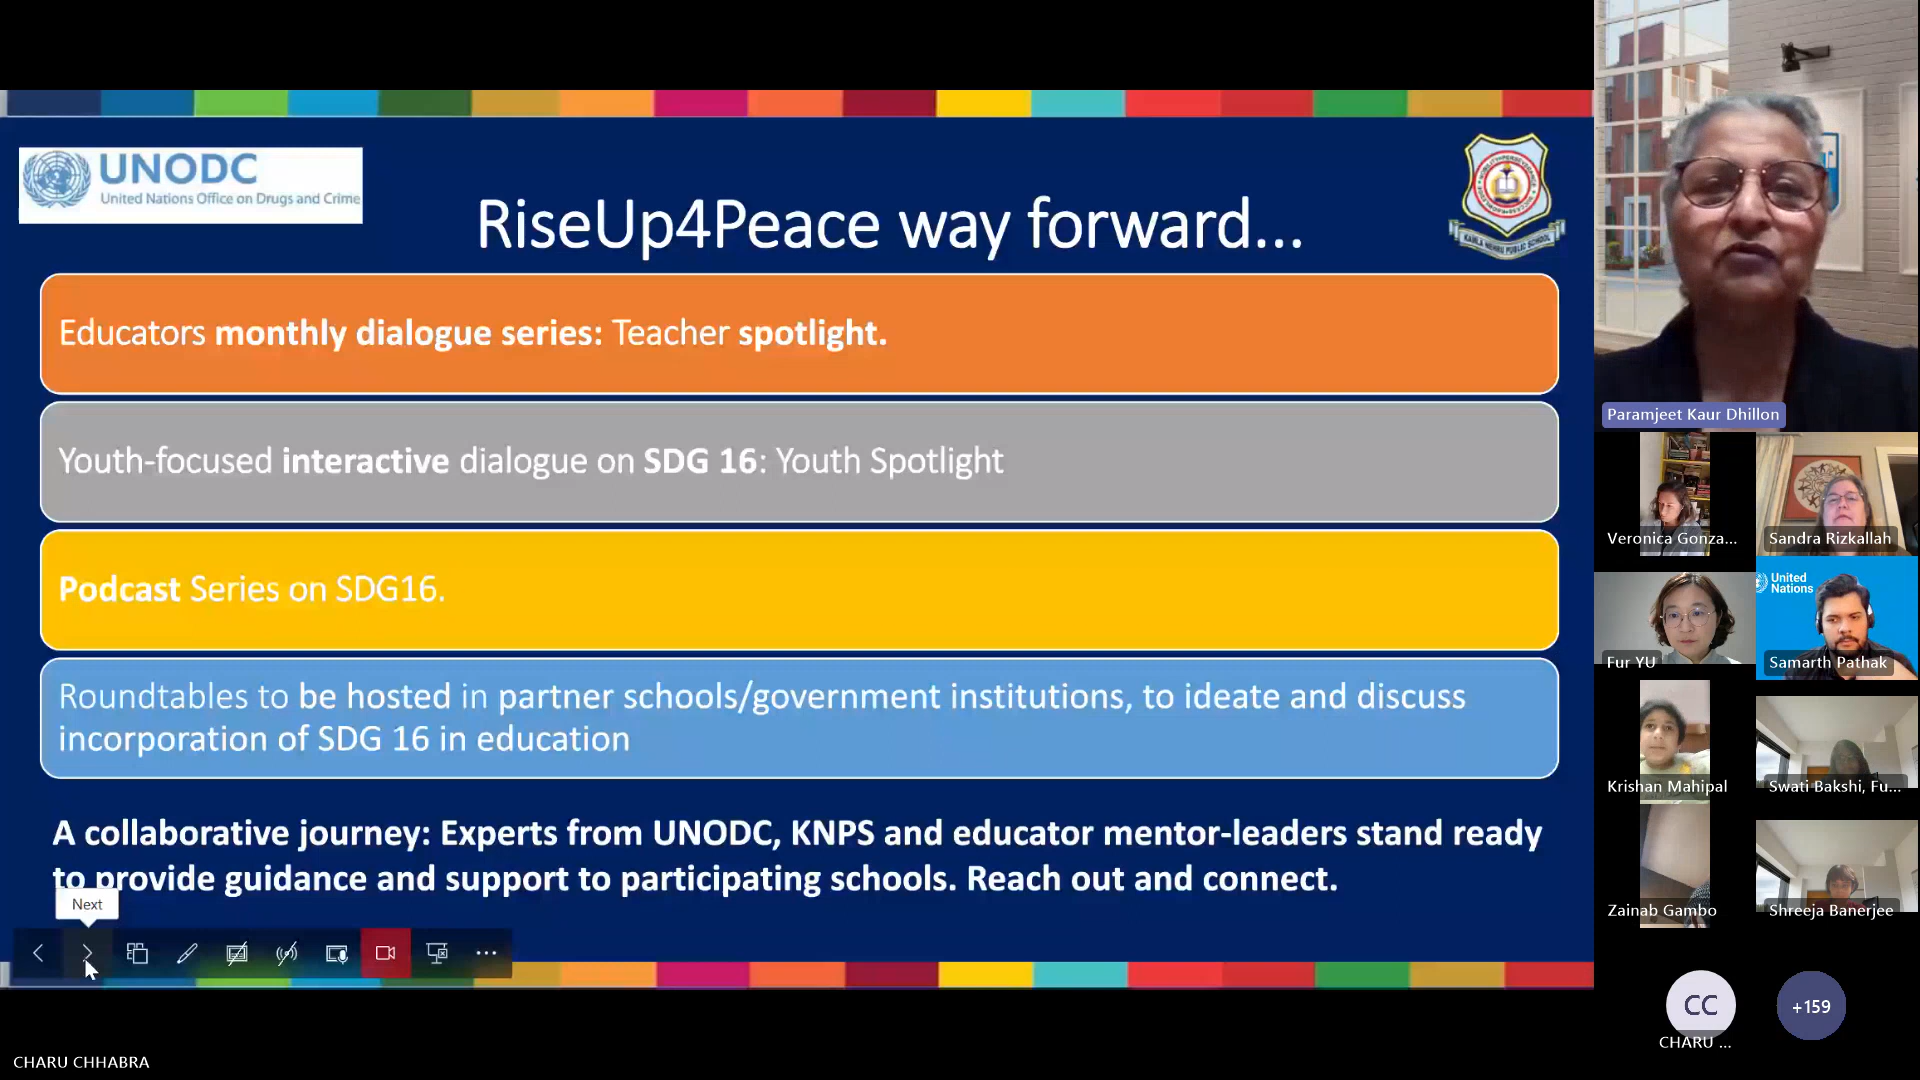 UNODC
United Nations Office on Drugs and Crime
RiseUp4Peace way forward...
KAMLA NEHRU PUBLIC SCHOOL
Educators monthly dialogue series: Teacher spotlight.
Youth-focused interactive dialogue on SDG 16: Youth Spotlight
Podcast Series on SDG16.
Roundtables to be hosted in partner schools/government institutions, to ideate and discuss
incorporation of SDG 16 in education
A collaborative journey: Experts from UNODC, KNPS and educator mentor-leaders stand ready
to provide guidance and support to participating schools. Reach out and connect.
Next
CHARU CHHABRA
Paramjeet Kaur Dhillon
Veronica Gonza...
Sandra Rizkallah
Fur YU
United
Nations
Samarth Pathak
Krishan Mahipal
Swati Bakshi, Fu...
Zainab Gambo
Shreeja Banerjee
CC
CHARU ...
+159